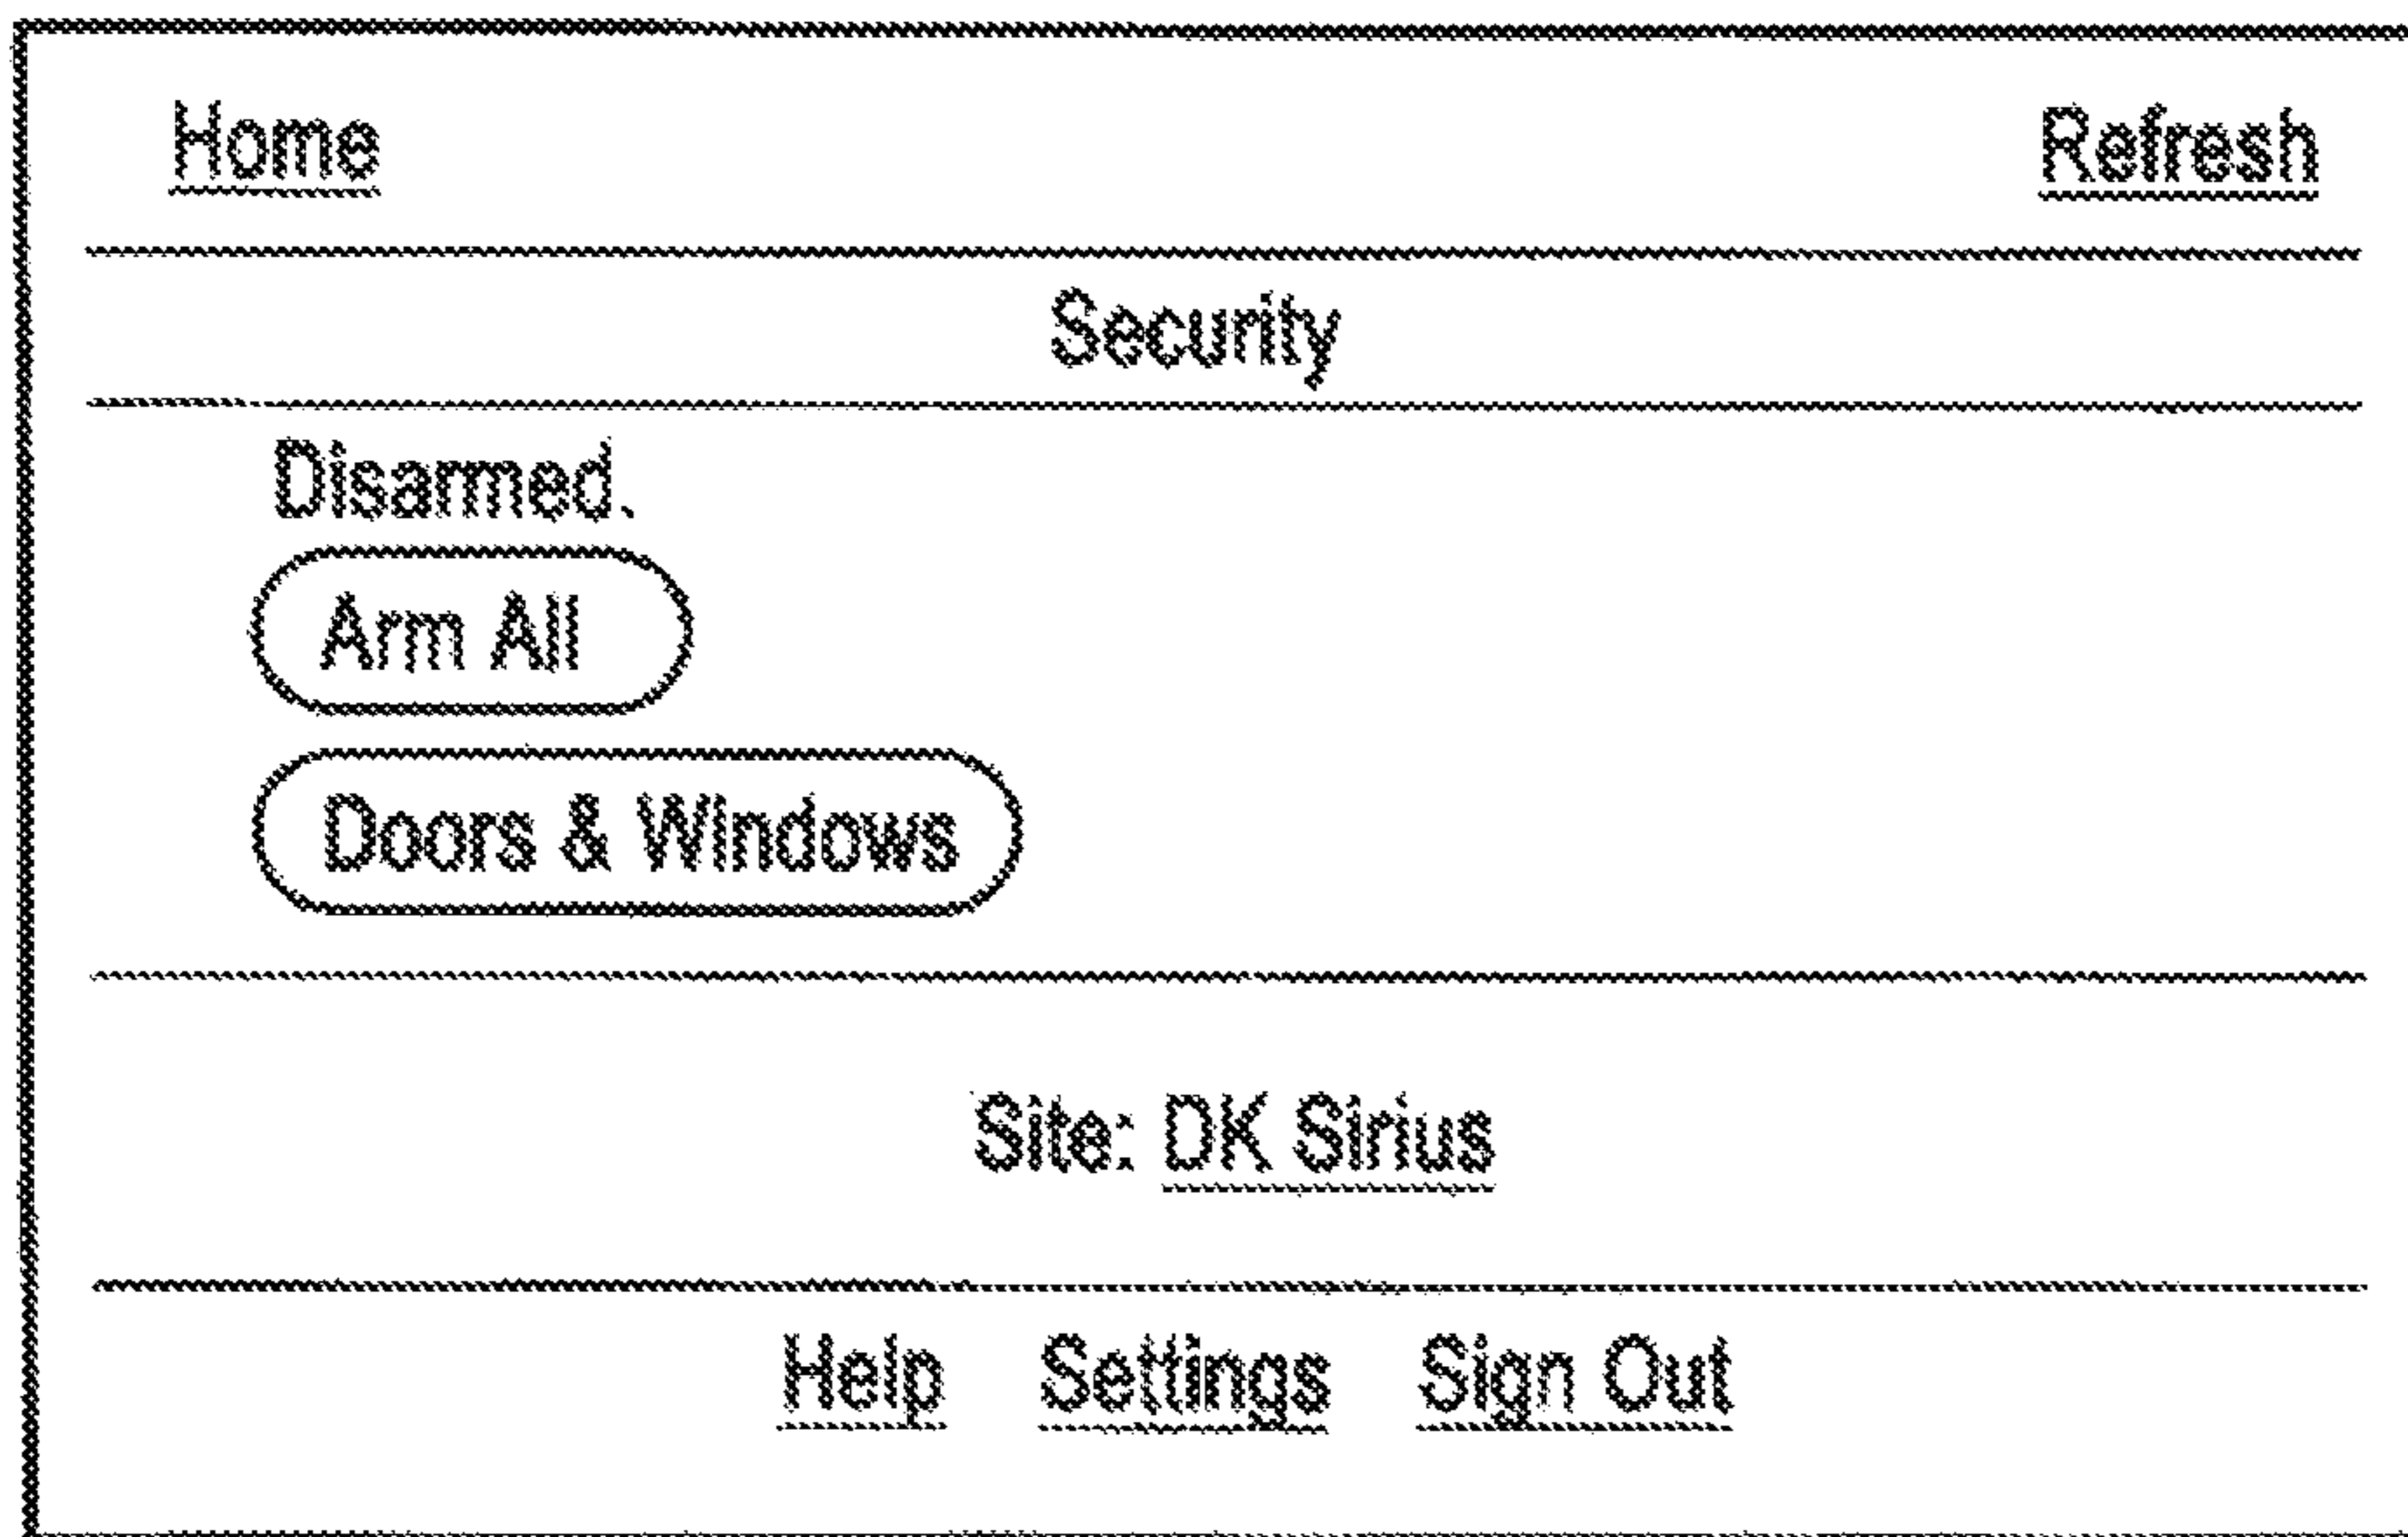 Home Refresh
Security
Disarmed.
Arm All
Doors & Windows
Site: DK Sirius
Help Settings Sign Out